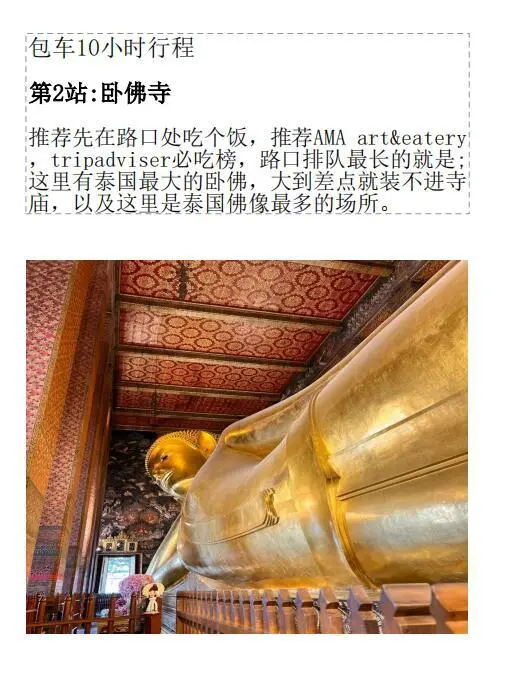 包车10小时行程
第2站:卧佛寺
推荐先在路口处吃个饭，推荐AMA art&eatery
，tripadviser必吃榜，路口排队最长的就是;
这里有泰国最大的卧佛，大到差点就装不进寺
庙，以及这里是泰国佛像最多的场所。